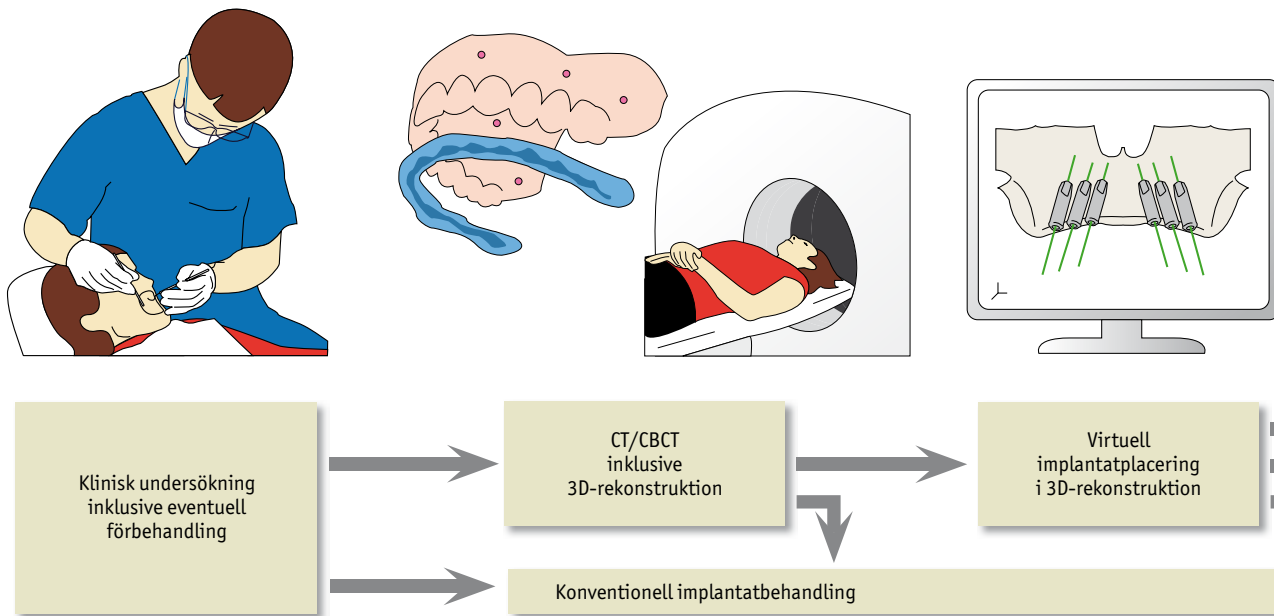 Klinisk undersökning
inklusive eventuell
förbehandling
CT/CBCT
inklusive
3D-rekonstruktion
Virtuell
implantatplacering
i 3D-rekonstruktion
Konventionell implantatbehandling